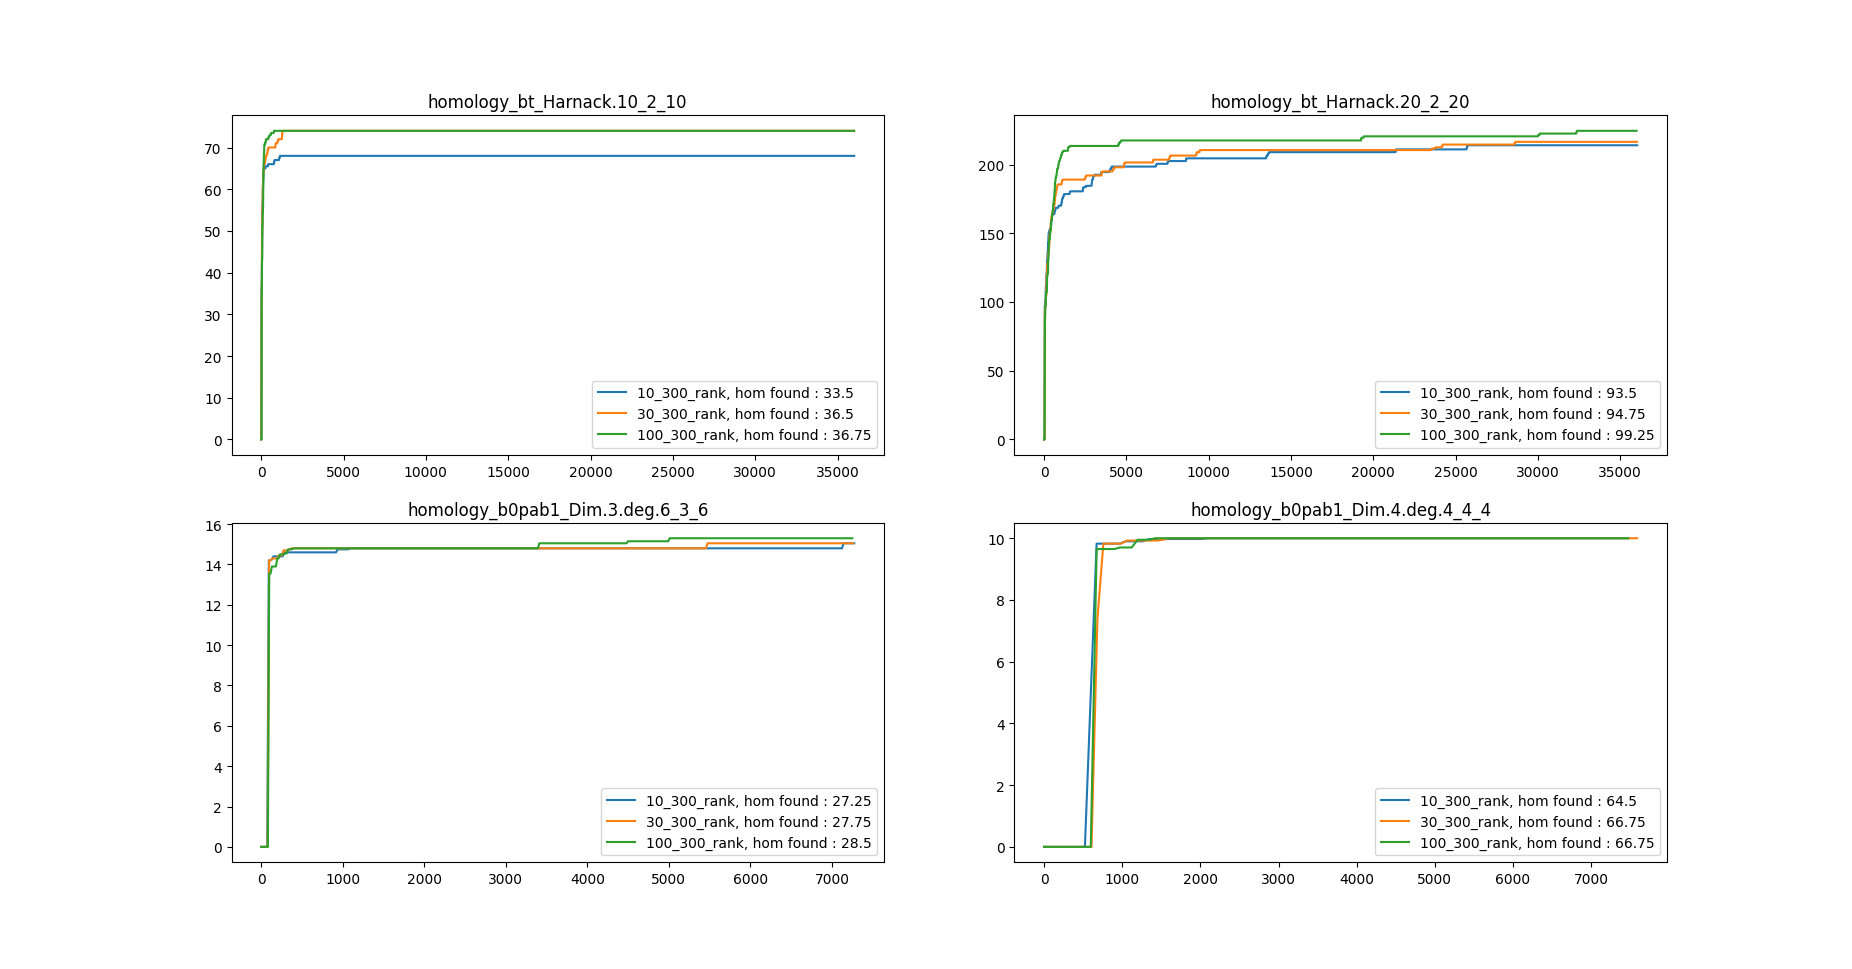 homology_bt_Harnack.10_2_10
70
60
50
40
30
20
10
0
10_300_rank, hom found : 33.5
30_300_rank, hom found : 36.5
100_300_rank, hom found : 36.75
0 5000 10000 15000 20000 25000 30000 35000
homology_bt_Harnack.20_2_20
200
150
100
50
0
10_300_rank, hom found : 93.5
30_300_rank, hom found : 94.75
100_300_rank, hom found : 99.25
0 5000 10000 15000 20000 25000 30000 35000
homology_b0pab1_Dim.3.deg.6_3_6
16
14
12
10
8
6
4
2
0
10_300_rank, hom found : 27.25
30_300_rank, hom found : 27.75
100_300_rank, hom found : 28.5
0 1000 2000 3000 4000 5000 6000 7000
homology_b0pab1_Dim.4.deg.4_4_4
10
8
6
4
2
0
10_300_rank, hom found : 64.5
30_300_rank, hom found : 66.75
100_300_rank, hom found : 66.75
0 1000 2000 3000 4000 5000 6000 7000